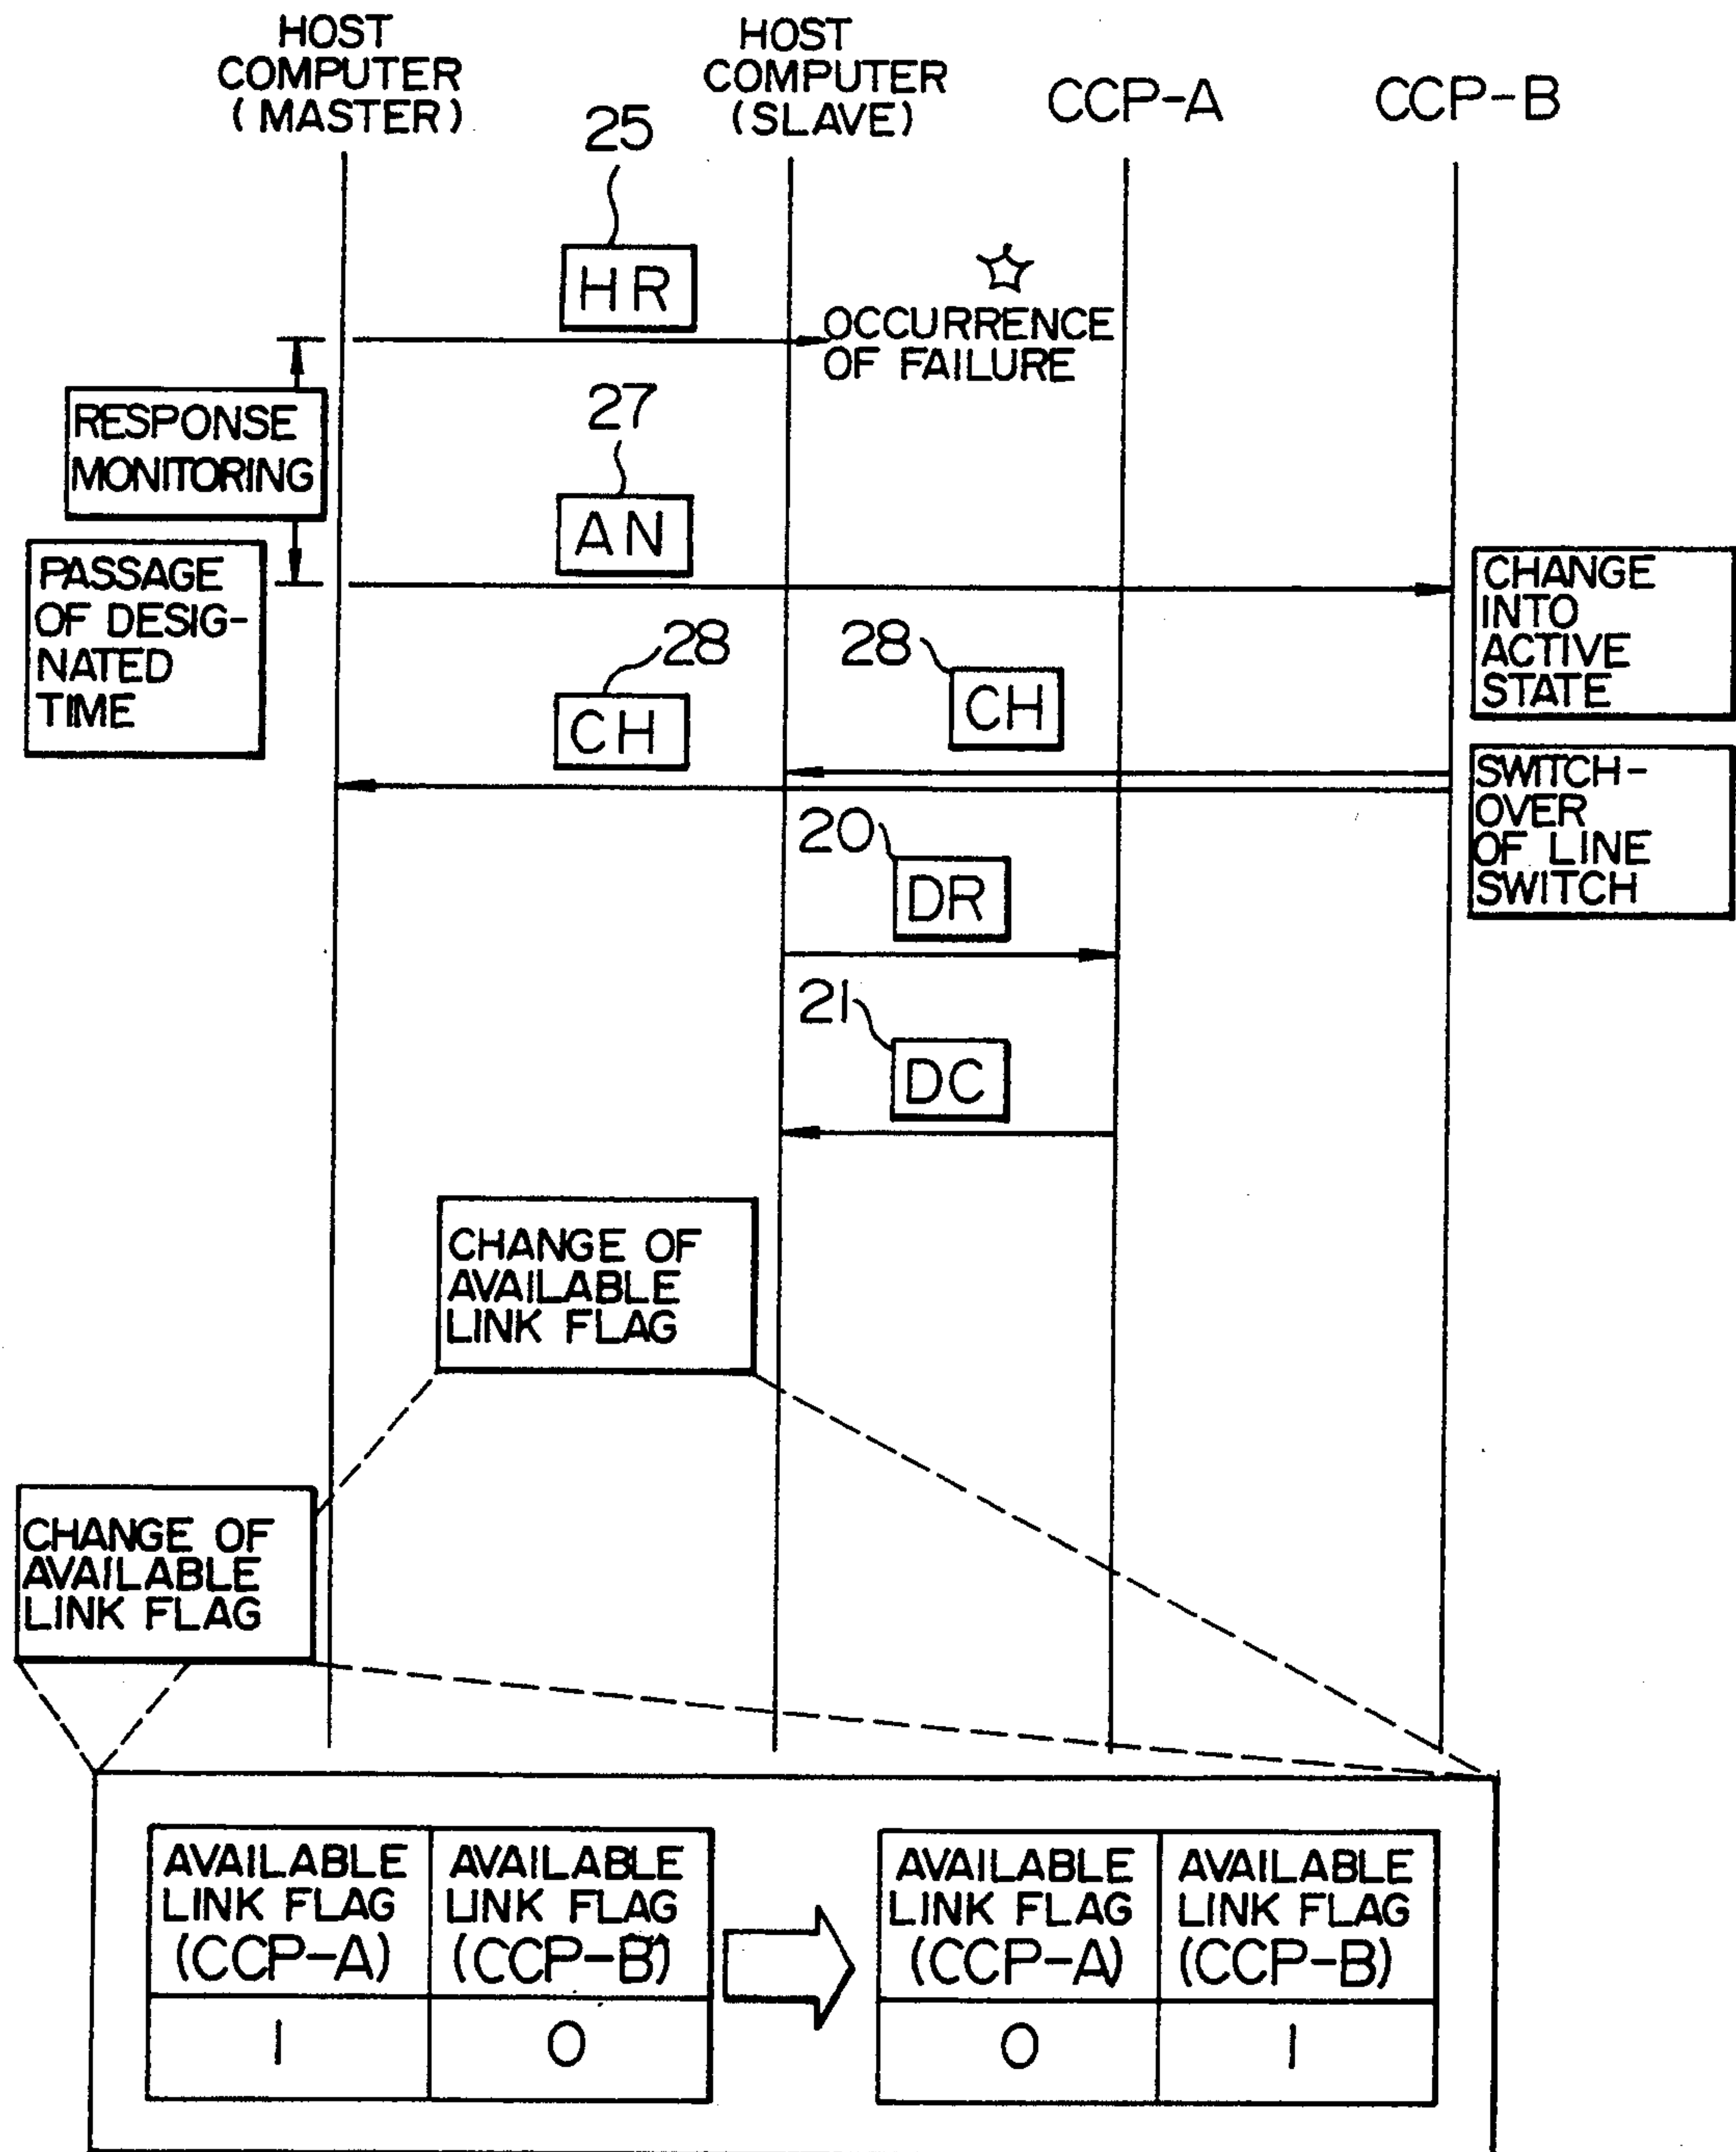 HOST
COMPUTER
(MASTER)
HOST
COMPUTER
(SLAVE)
CCP-A
CCP-B
25
HR
OCCURRENCE
OF FAILURE
RESPONSE
MONITORING
27
AN
PASSAGE
OF DESIG-
NATED
TIME
CHANGE
INTO
ACTIVE
STATE
28
CH
28
CH
SWITCH-
OVER
OF LINE
SWITCH
20
DR
21
DC
CHANGE OF
AVAILABLE
LINK FLAG
CHANGE OF
AVAILABLE
LINK FLAG
AVAILABLE
LINK FLAG
(CCP-A)
AVAILABLE
LINK FLAG
(CCP-B)
1
0
AVAILABLE
LINK FLAG
(CCP-A)
AVAILABLE
LINK FLAG
(CCP-B)
0
1